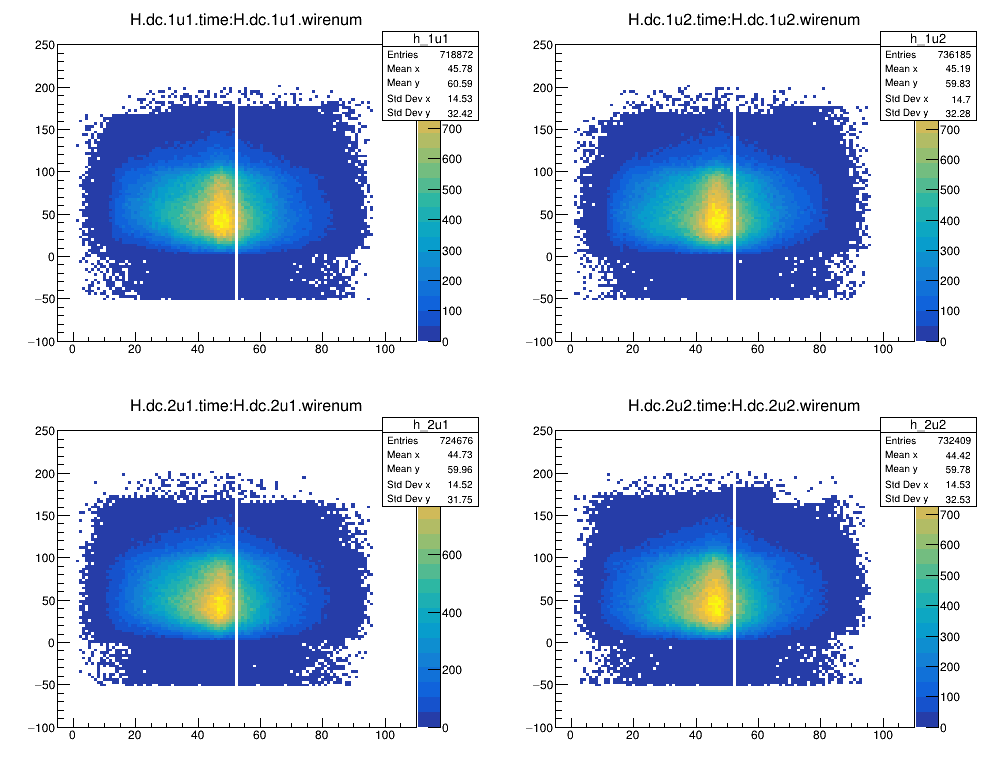 H.dc.1u1.time:H.dc.1u1.wirenum
h_1u1
Entries 718872
Mean x 45.78
Mean y 60.59
Std Dev x 14.53
Std Dev y 32.42
250
200
150
100
50
0
−50
−100
0 20 40 60 80 100
700
600
500
400
300
200
100
0
H.dc.1u2.time:H.dc.1u2.wirenum
h_1u2
Entries 736185
Mean x 45.19
Mean y 59.83
Std Dev x 14.7
Std Dev y 32.28
250
200
150
100
50
0
−50
−100
0 20 40 60 80 100
700
600
500
400
300
200
100
0
H.dc.2u1.time:H.dc.2u1.wirenum
h_2u1
Entries 724676
Mean x 44.73
Mean y 59.96
Std Dev x 14.52
Std Dev y 31.75
250
200
150
100
50
0
−50
−100
0 20 40 60 80 100
600
400
200
0
H.dc.2u2.time:H.dc.2u2.wirenum
h_2u2
Entries 732409
Mean x 44.42
Mean y 59.78
Std Dev x 14.53
Std Dev y 32.53
250
200
150
100
50
0
−50
−100
0 20 40 60 80 100
700
600
500
400
300
200
100
0